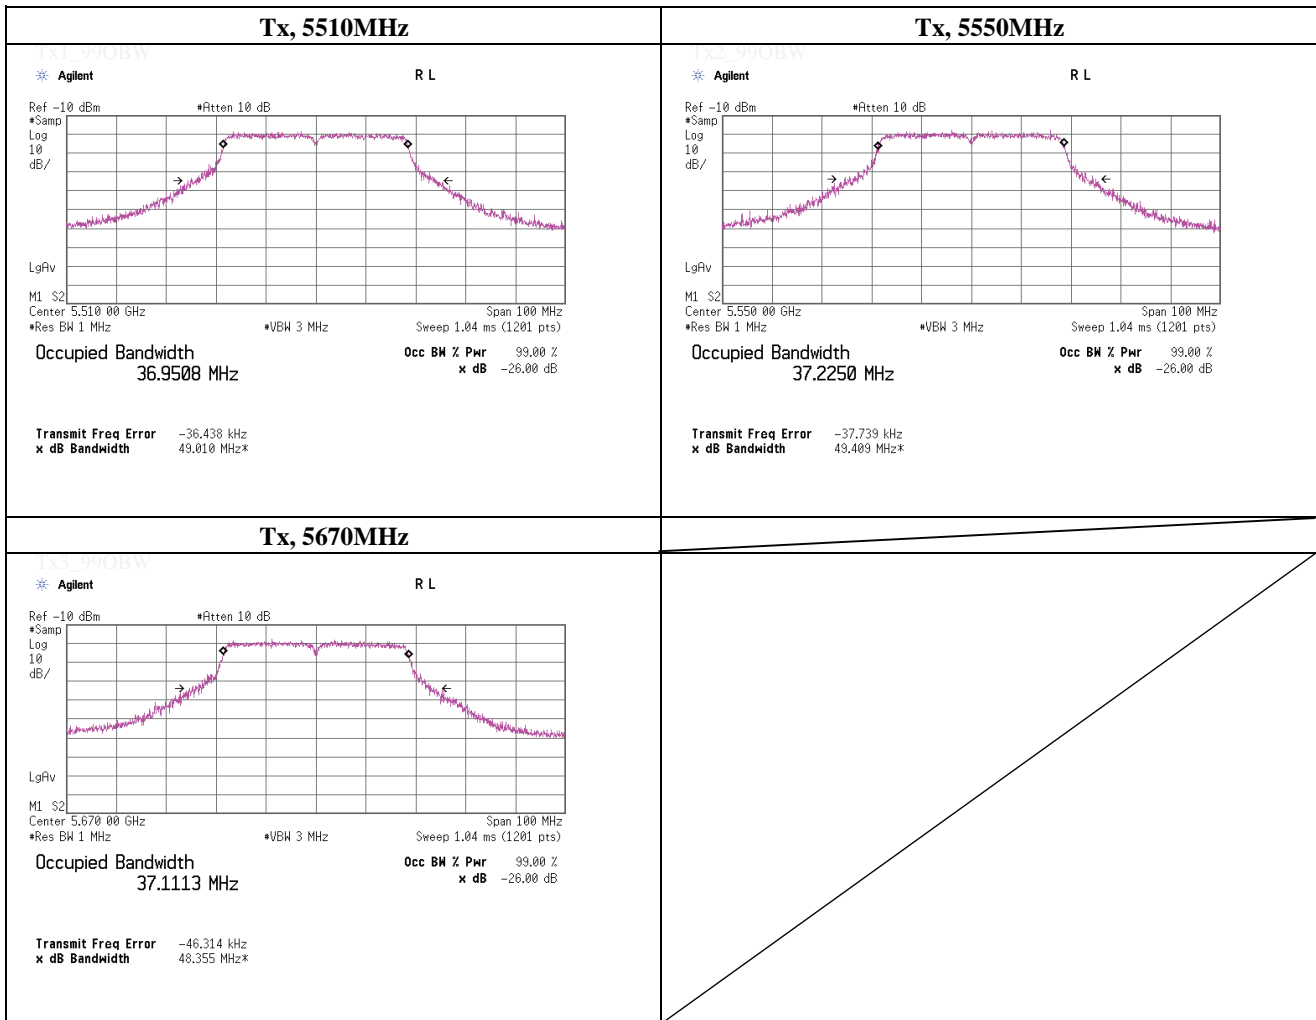 Tx, 5510MHz
Tx1_99OBW
Agilent
R L
Ref -10 dBm
#Atten 10 dB
#Samp
Log
10
dB/
LgAv
M1 S2
Center 5.510 00 GHz
Span 100 MHz
#Res BW 1 MHz
#VBW 3 MHz
Sweep 1.04 ms (1201 pts)
Occupied Bandwidth
36.9508 MHz
Occ BW % Pwr 99.00 %
x dB -26.00 dB
Transmit Freq Error -36.438 kHz
x dB Bandwidth 49.010 MHz*
Tx, 5550MHz
Tx2_99OBW
Agilent
R L
Ref -10 dBm
#Atten 10 dB
#Samp
Log
10
dB/
LgAv
M1 S2
Center 5.550 00 GHz
Span 100 MHz
#Res BW 1 MHz
#VBW 3 MHz
Sweep 1.04 ms (1201 pts)
Occupied Bandwidth
37.2250 MHz
Occ BW % Pwr 99.00 %
x dB -26.00 dB
Transmit Freq Error -37.739 kHz
x dB Bandwidth 49.409 MHz*
Tx, 5670MHz
Tx3_99OBW
Agilent
R L
Ref -10 dBm
#Atten 10 dB
#Samp
Log
10
dB/
LgAv
M1 S2
Center 5.670 00 GHz
Span 100 MHz
#Res BW 1 MHz
#VBW 3 MHz
Sweep 1.04 ms (1201 pts)
Occupied Bandwidth
37.1113 MHz
Occ BW % Pwr 99.00 %
x dB -26.00 dB
Transmit Freq Error -46.314 kHz
x dB Bandwidth 48.355 MHz*